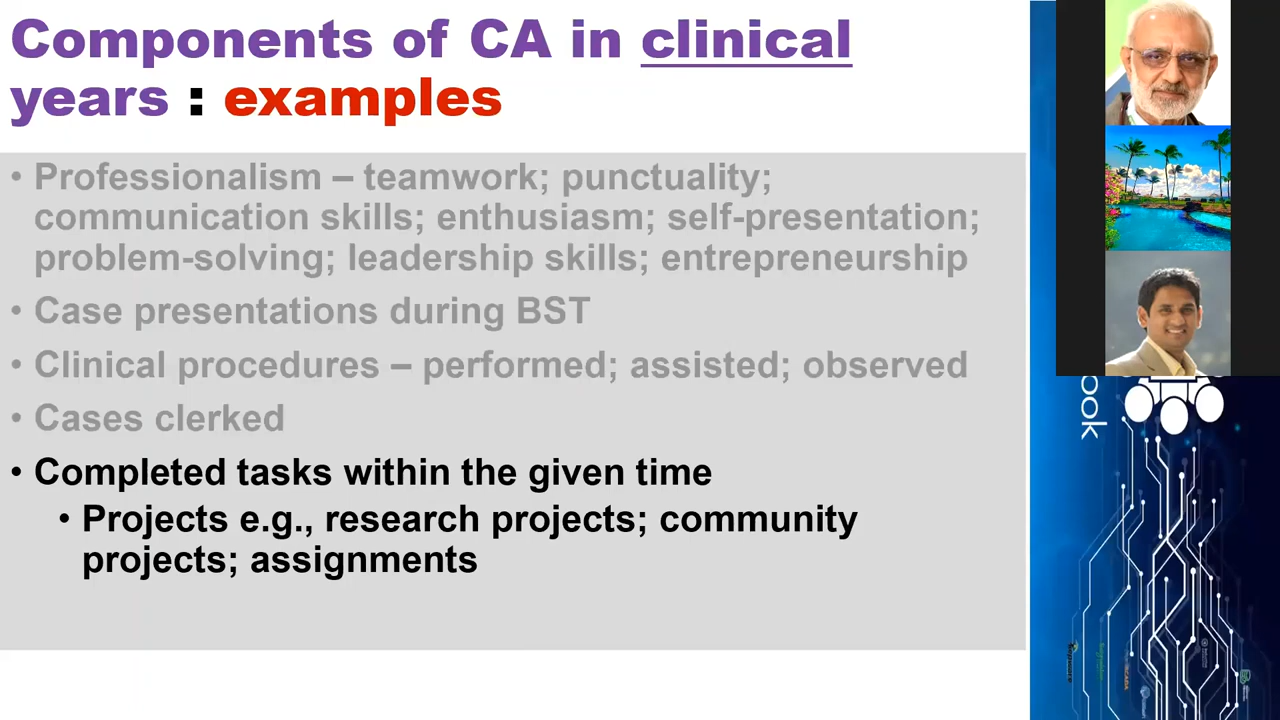 Components of CA in clinical
years : examples
• Professionalism – teamwork; punctuality;
communication skills; enthusiasm; self-presentation;
problem-solving; leadership skills; entrepreneurship
• Case presentations during BST
• Clinical procedures – performed; assisted; observed
• Cases clerked
• Completed tasks within the given time
• Projects e.g., research projects; community
projects; assignments
ook